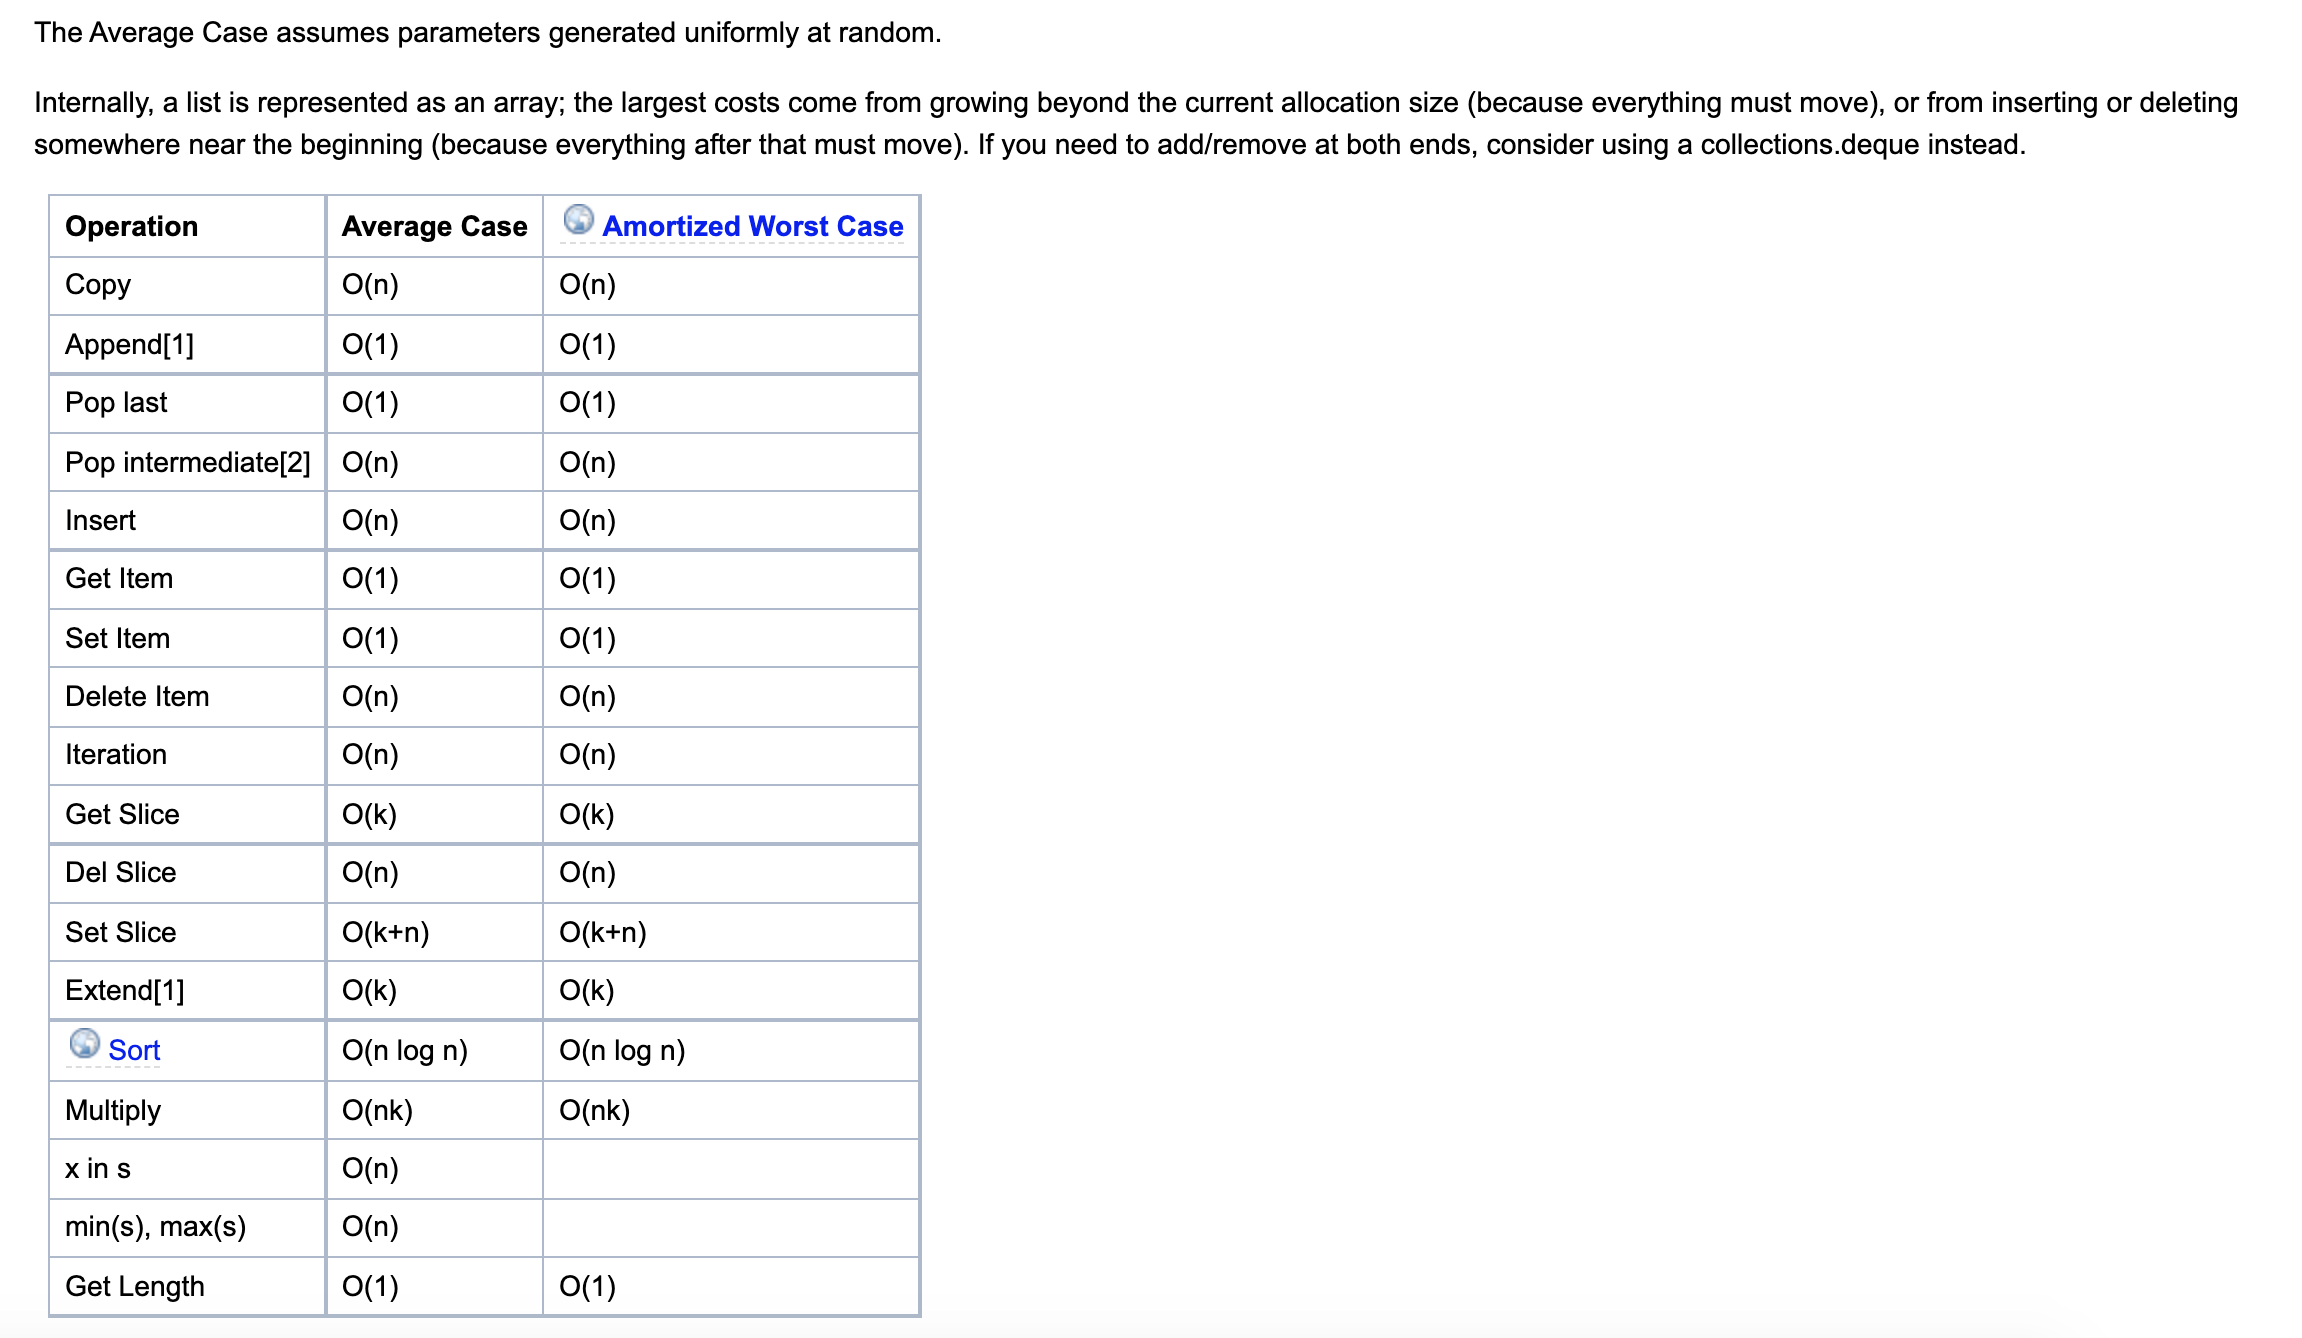 The Average Case assumes parameters generated uniformly at random.
Internally, a list is represented as an array; the largest costs come from growing beyond the current allocation size (because everything must move), or from inserting or deleting
somewhere near the beginning (because everything after that must move). If you need to add/remove at both ends, consider using a collections.deque instead.
Operation Average Case Amortized Worst Case
Copy O(n) O(n)
Append[1] O(1) O(1)
Pop last O(1) O(1)
Pop intermediate[2] O(n) O(n)
Insert O(n) O(n)
Get Item O(1) O(1)
Set Item O(1) O(1)
Delete Item O(n) O(n)
Iteration O(n) O(n)
Get Slice O(k) O(k)
Del Slice O(n) O(n)
Set Slice O(k+n) O(k+n)
Extend[1] O(k) O(k)
Sort O(n log n) O(n log n)
Multiply O(nk) O(nk)
x in s O(n)
min(s), max(s) O(n)
Get Length O(1) O(1)